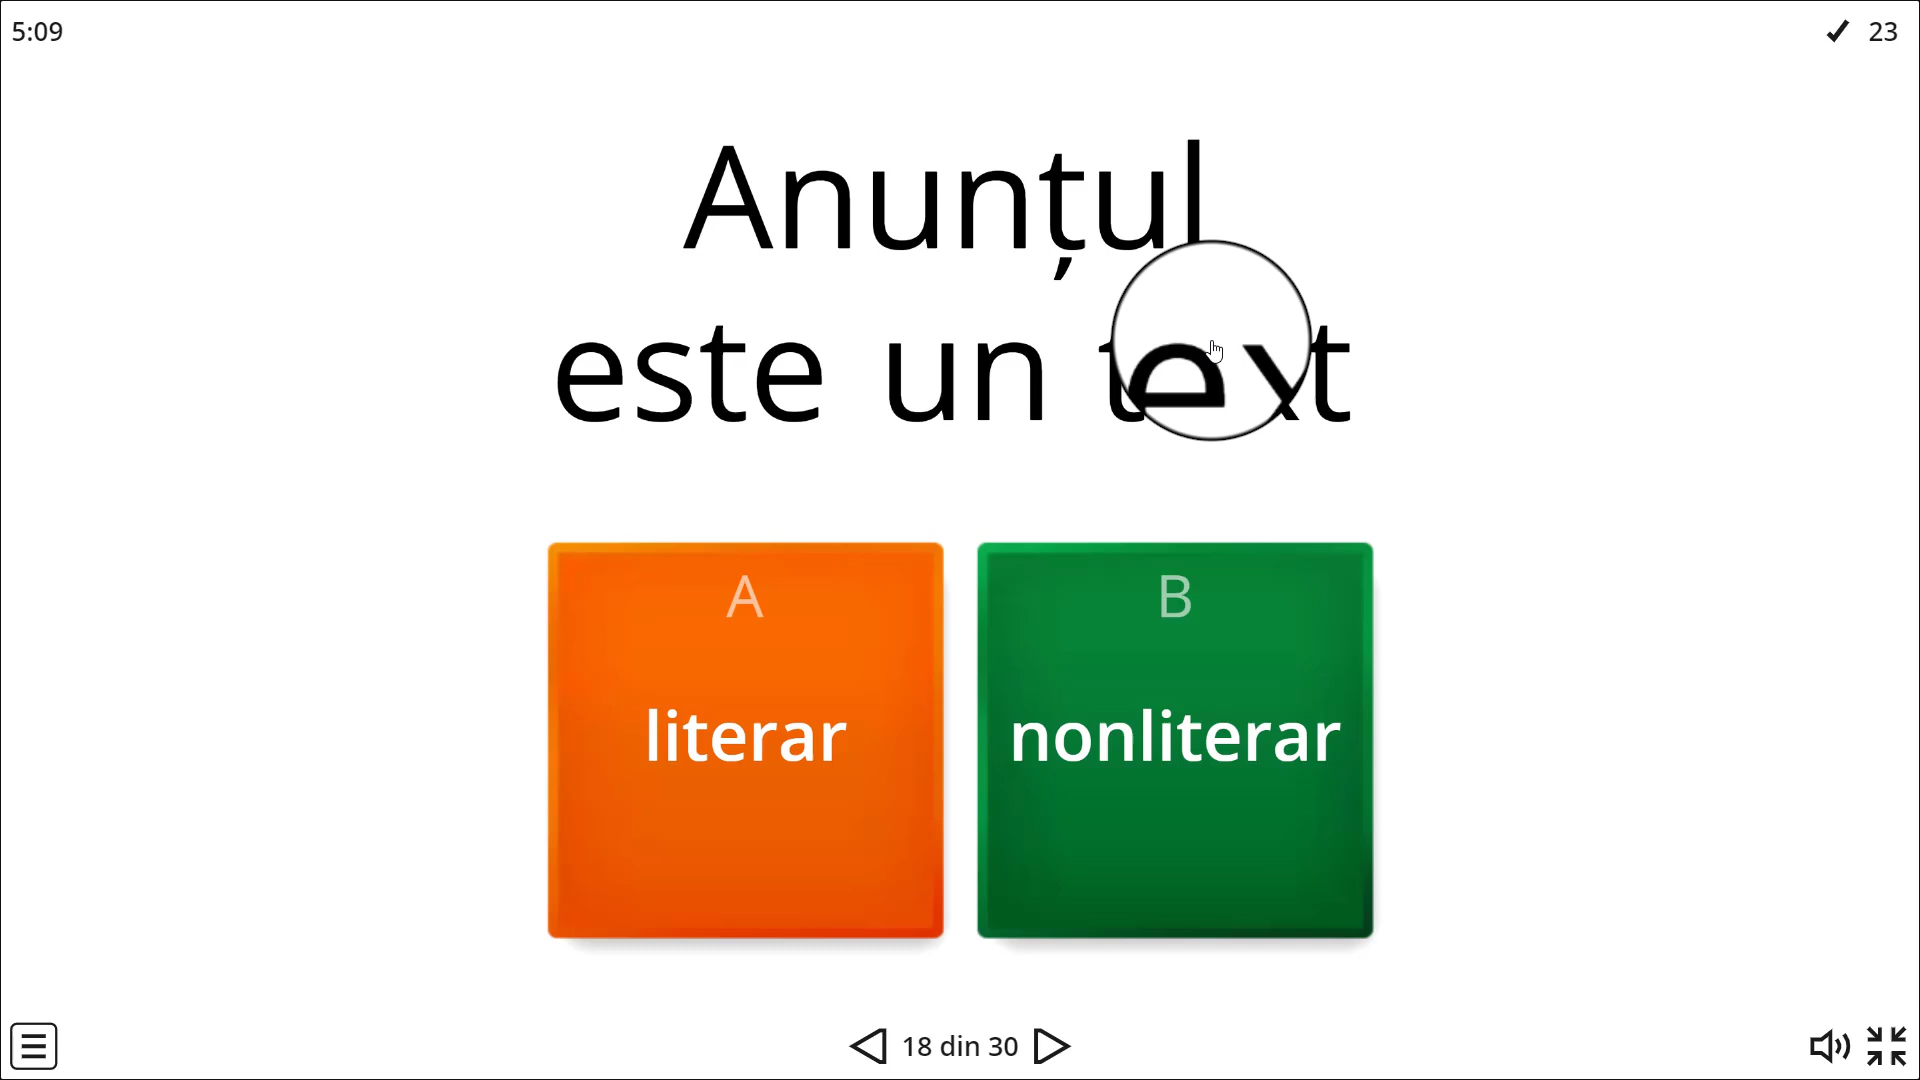 5:09
23
Anunțul
este un text
A
literar
B
nonliterar
18 din 30